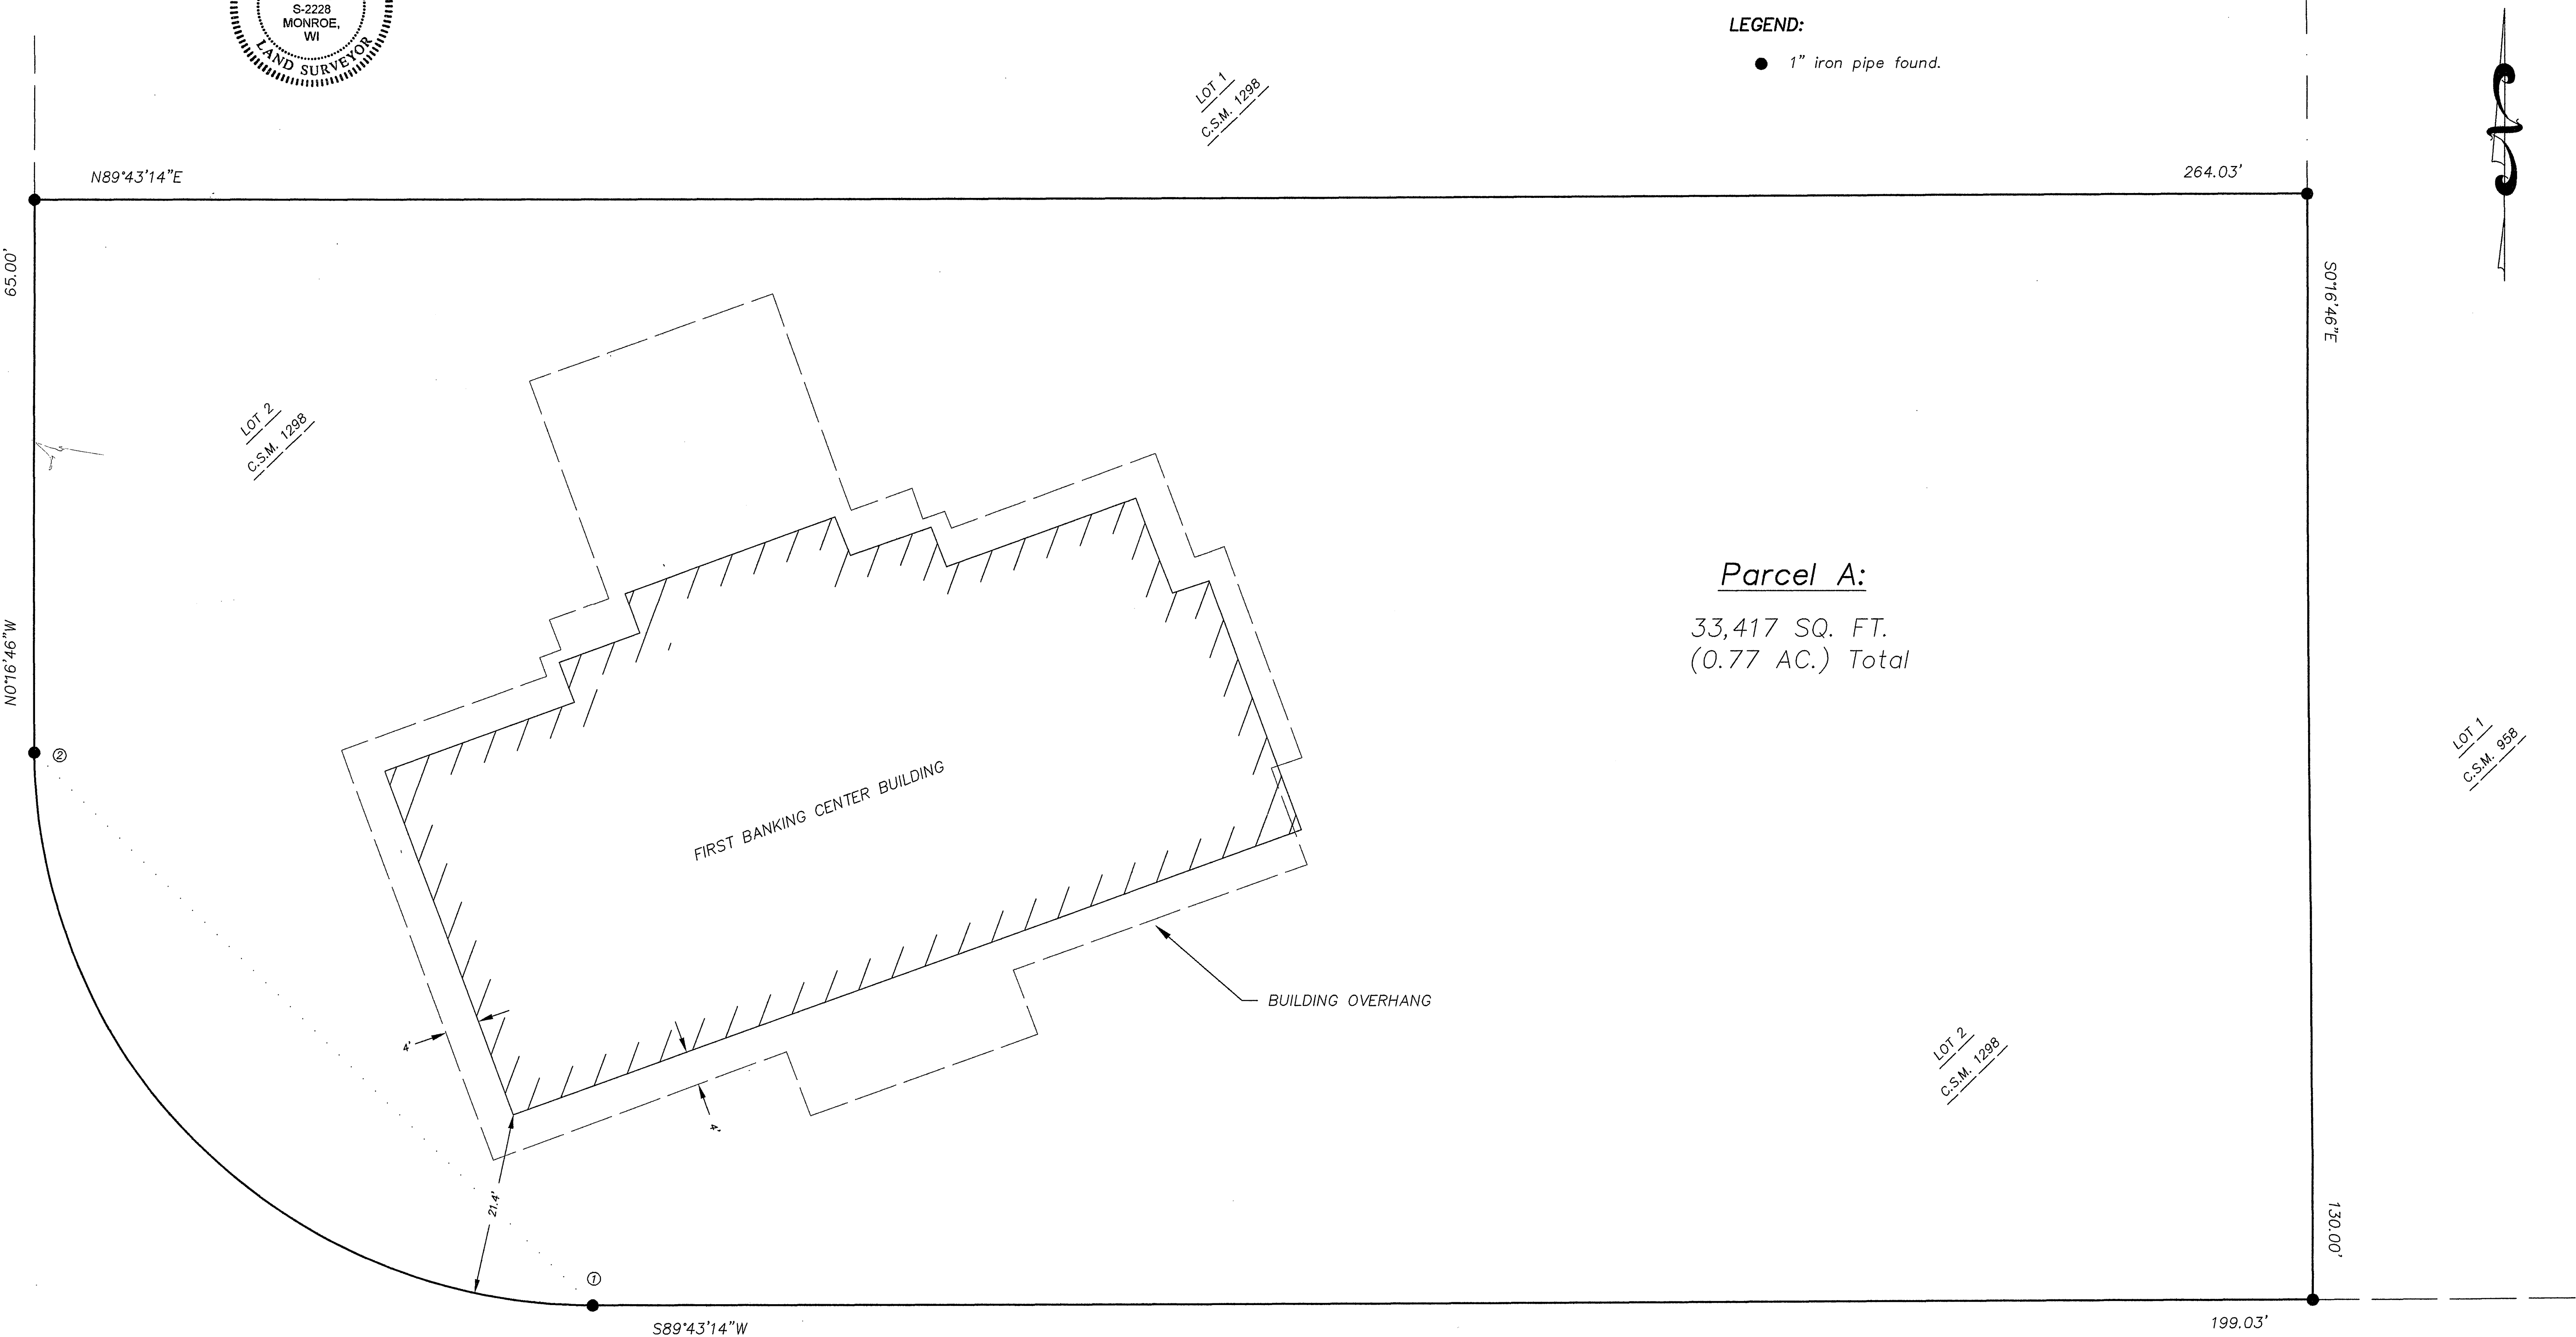 S-2228
MONROE,
WI
LAND SURVEYOR
LEGEND:
1" iron pipe found.
LOT 1
C.S.M. 1298
N89°43'14"E
264.03'
65.00'
S0°16'46"E
LOT 2
C.S.M. 1298
Parcel A:
33,417 SQ. FT.
(0.77 AC.) Total
N0°16'46"W
②
LOT 1
C.S.M. 958
FIRST BANKING CENTER BUILDING
BUILDING OVERHANG
4'
4'
LOT 2
C.S.M. 1298
21.4'
130.00'
①
S89°43'14"W
199.03'